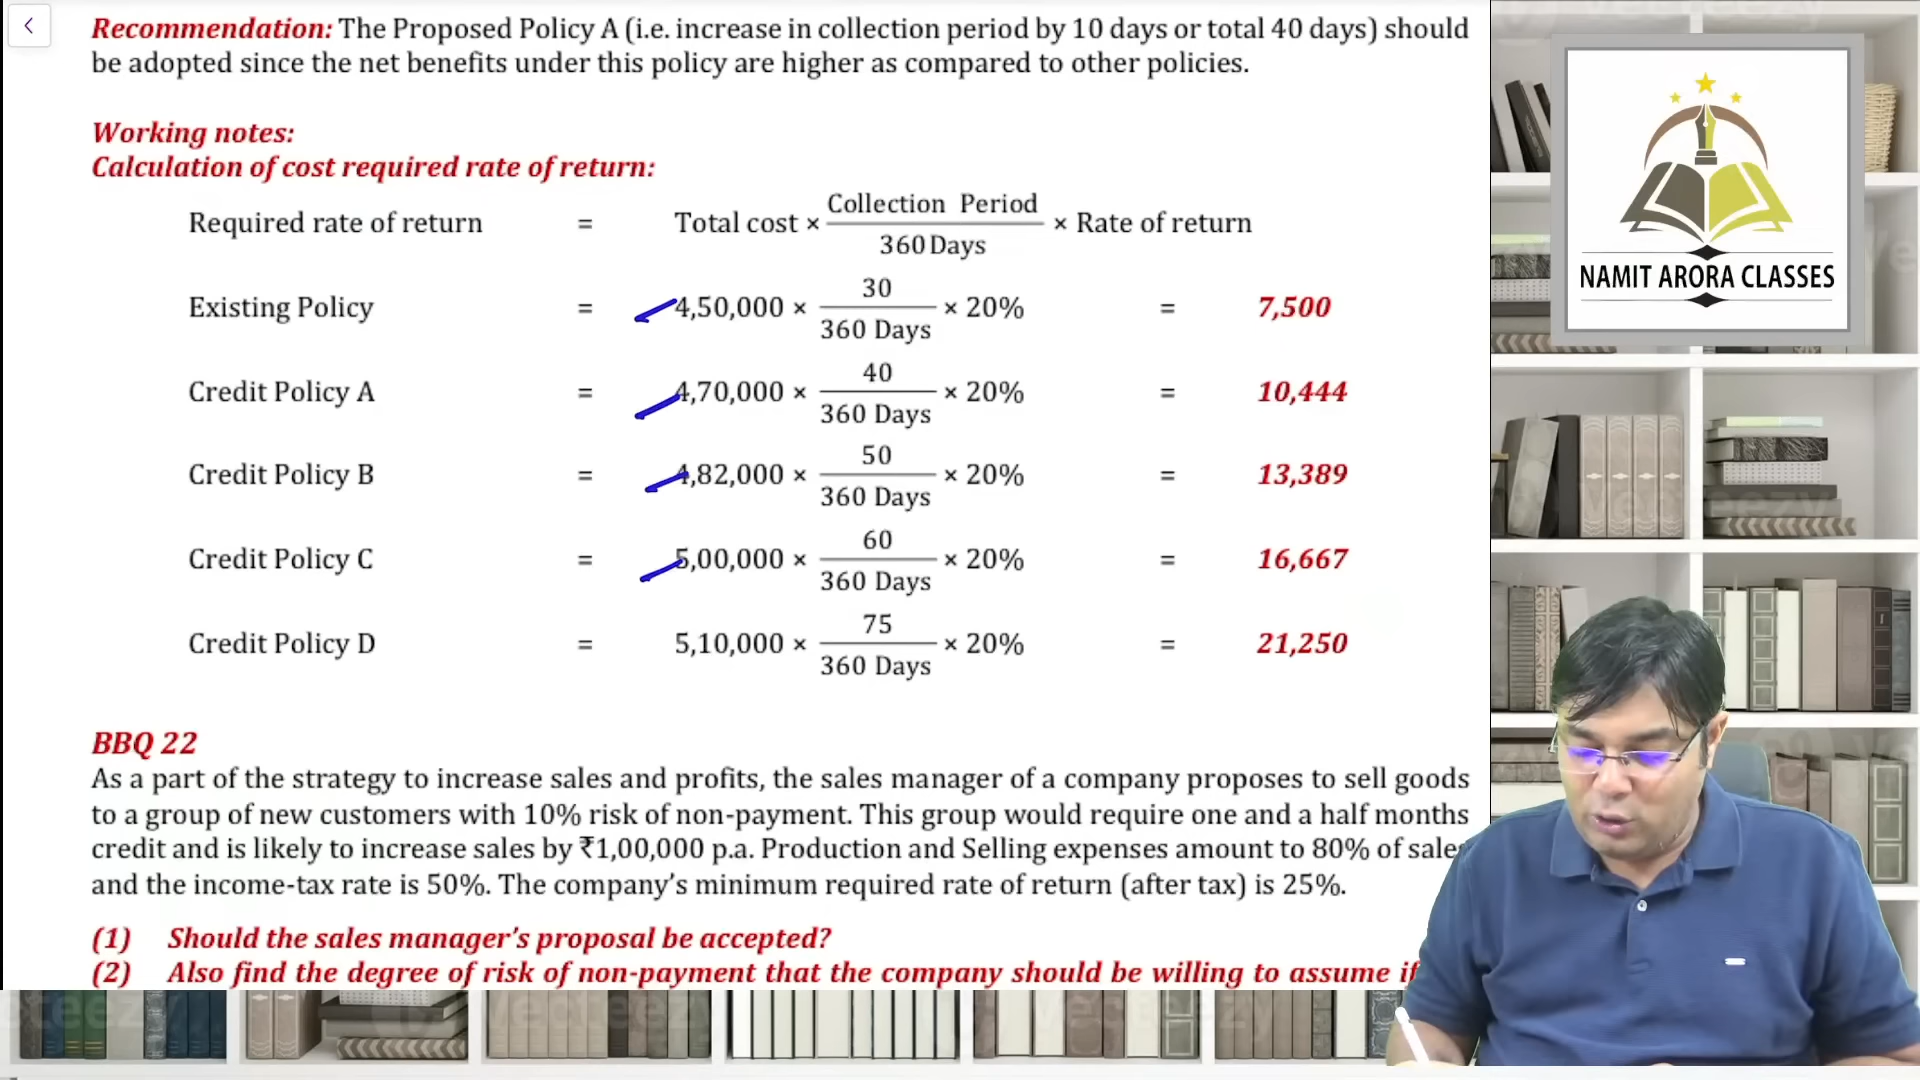 Recommendation: The Proposed Policy A (i.e. increase in collection period by 10 days or total 40 days) should
be adopted since the net benefits under this policy are higher as compared to other policies.
Working notes:
Calculation of cost required rate of return:
Required rate of return = Total cost × Collection Period / 360 Days × Rate of return
Existing Policy = 4,50,000 × 30 / 360 Days × 20% = 7,500
Credit Policy A = 4,70,000 × 40 / 360 Days × 20% = 10,444
Credit Policy B = 4,82,000 × 50 / 360 Days × 20% = 13,389
Credit Policy C = 5,00,000 × 60 / 360 Days × 20% = 16,667
Credit Policy D = 5,10,000 × 75 / 360 Days × 20% = 21,250
BBQ 22
As a part of the strategy to increase sales and profits, the sales manager of a company proposes to sell goods
to a group of new customers with 10% risk of non-payment. This group would require one and a half months
credit and is likely to increase sales by ₹1,00,000 p.a. Production and Selling expenses amount to 80% of sales
and the income-tax rate is 50%. The company’s minimum required rate of return (after tax) is 25%.
(1) Should the sales manager’s proposal be accepted?
(2) Also find the degree of risk of non-payment that the company should be willing to assume if
NAMIT ARORA CLASSES